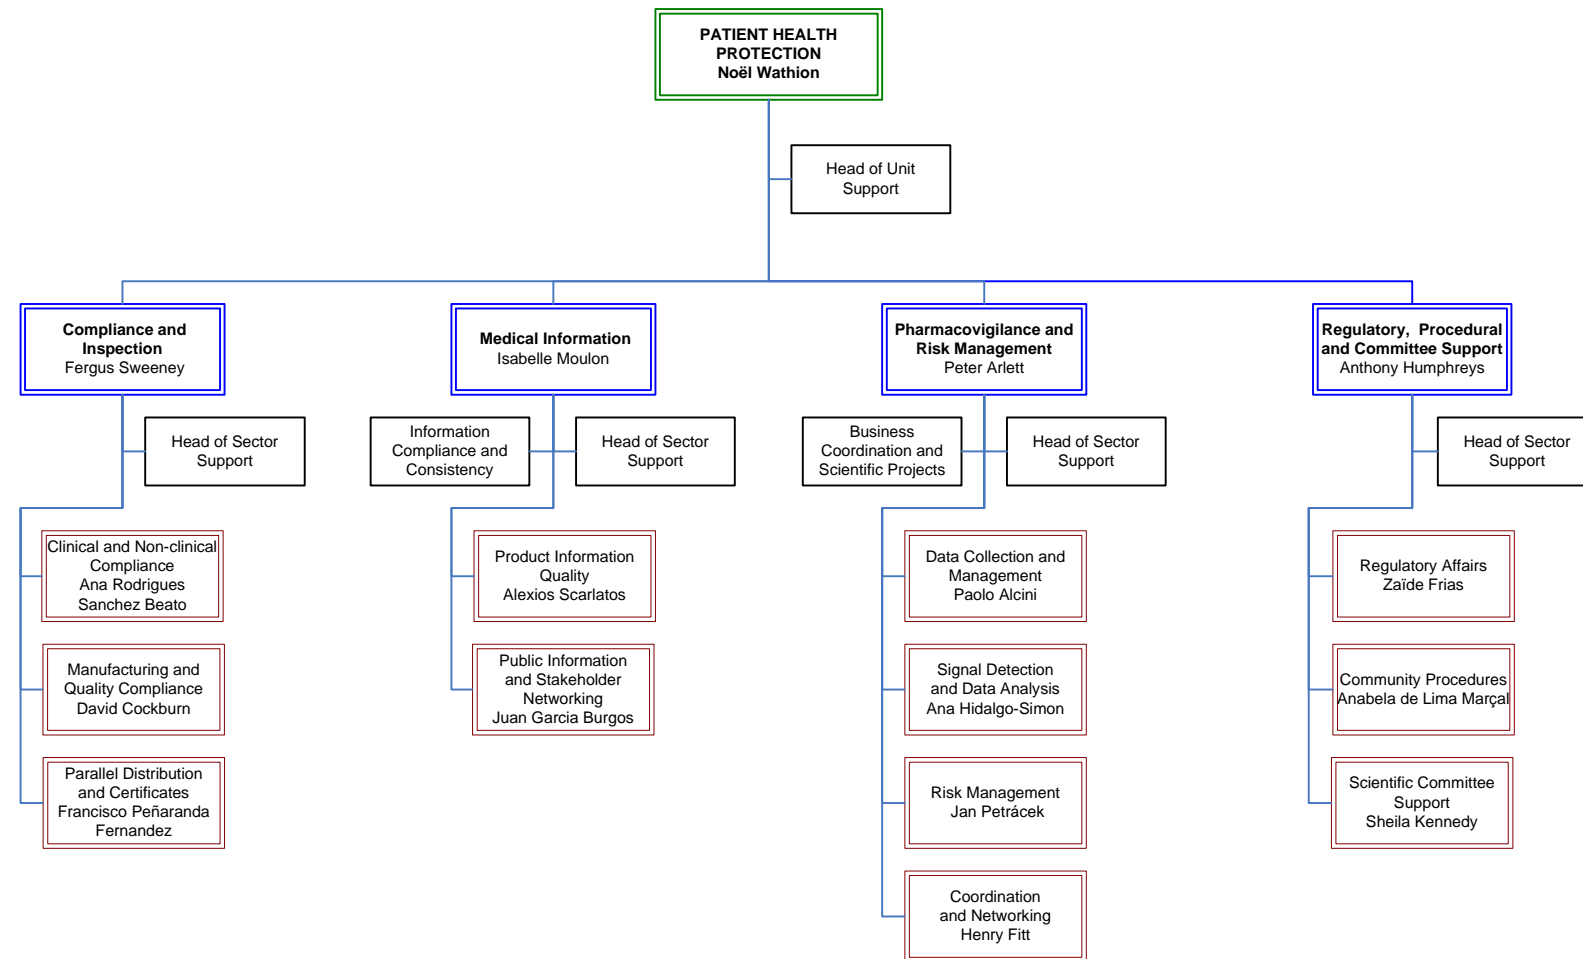 PATIENT HEALTH
PROTECTION
Noël Wathion
Head of Unit
Support
Compliance and
Inspection
Fergus Sweeney
Medical Information
Isabelle Moulon
Pharmacovigilance and
Risk Management
Peter Arlett
Regulatory, Procedural
and Committee Support
Anthony Humphreys
Head of Sector
Support
Information
Compliance and
Consistency
Head of Sector
Support
Business
Coordination and
Scientific Projects
Head of Sector
Support
Head of Sector
Support
Clinical and Non-clinical
Compliance
Ana Rodrigues
Sanchez Beato
Product Information
Quality
Alexios Scarlatos
Data Collection and
Management
Paolo Alcini
Regulatory Affairs
Zaïde Frias
Manufacturing and
Quality Compliance
David Cockburn
Public Information
and Stakeholder
Networking
Juan Garcia Burgos
Signal Detection
and Data Analysis
Ana Hidalgo-Simon
Community Procedures
Anabela de Lima Marçal
Parallel Distribution
and Certificates
Francisco Peñaranda
Fernandez
Risk Management
Jan Petrácek
Scientific Committee
Support
Sheila Kennedy
Coordination
and Networking
Henry Fitt